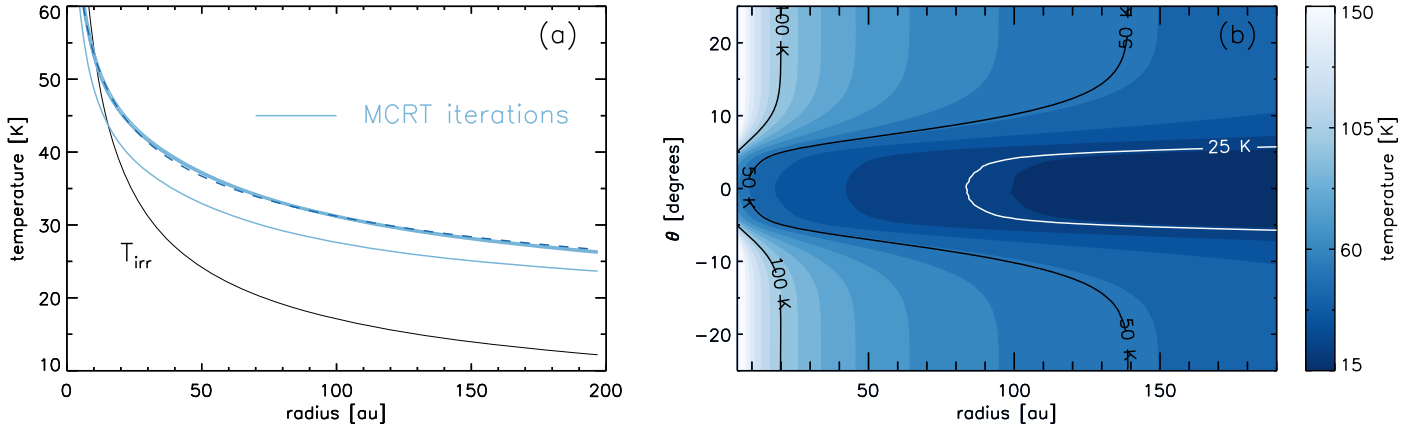 (a)
MCRT iterations
T_irr
temperature [K]
60
50
40
30
20
10
0
50
100
150
200
radius [au]
(b)
100 K
50 K
50 K
25 K
100 K
50 K
θ [degrees]
20
10
0
−10
−20
50
100
150
radius [au]
150
105
60
15
temperature [K]